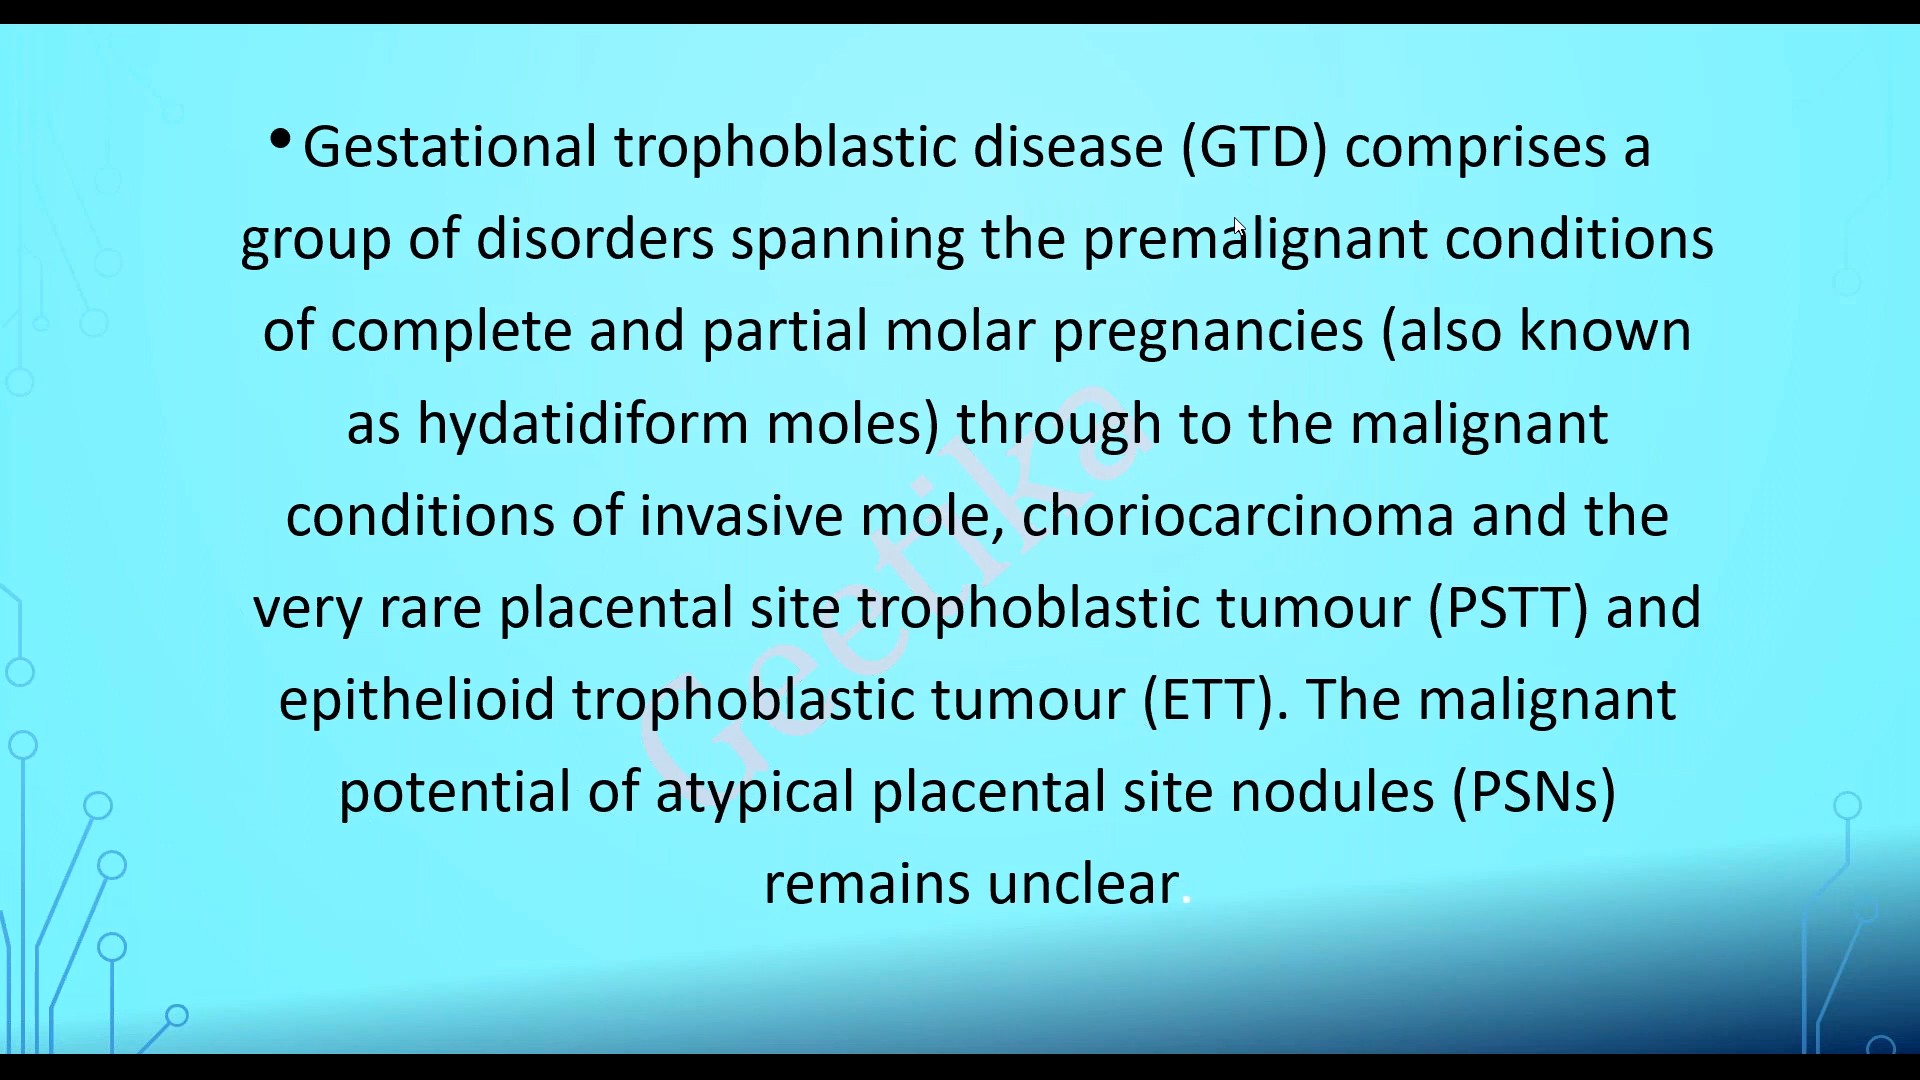 • Gestational trophoblastic disease (GTD) comprises a
group of disorders spanning the premalignant conditions
of complete and partial molar pregnancies (also known
as hydatidiform moles) through to the malignant
conditions of invasive mole, choriocarcinoma and the
very rare placental site trophoblastic tumour (PSTT) and
epithelioid trophoblastic tumour (ETT). The malignant
potential of atypical placental site nodules (PSNs)
remains unclear.
Geetika